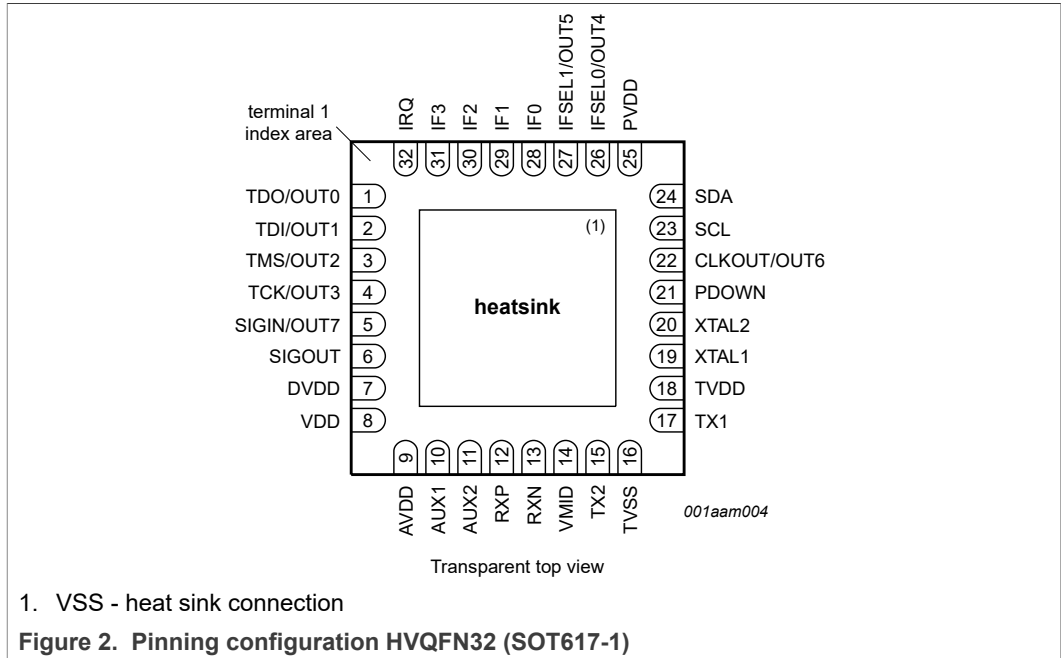 IRQ
IF3
IF2
IF1
IF0
IFSEL1/OUT5
IFSEL0/OUT4
PVDD
terminal 1
index area
32 31 30 29 28 27 26 25
TDO/OUT0 1
TDI/OUT1 2
TMS/OUT2 3
TCK/OUT3 4
SIGIN/OUT7 5
SIGOUT 6
DVDD 7
VDD 8
(1)
heatsink
24 SDA
23 SCL
22 CLKOUT/OUT6
21 PDOWN
20 XTAL2
19 XTAL1
18 TVDD
17 TX1
9 10 11 12 13 14 15 16
AVDD
AUX1
AUX2
RXP
RXN
VMID
TX2
TVSS
001aam004
Transparent top view
1. VSS - heat sink connection
Figure 2. Pinning configuration HVQFN32 (SOT617-1)